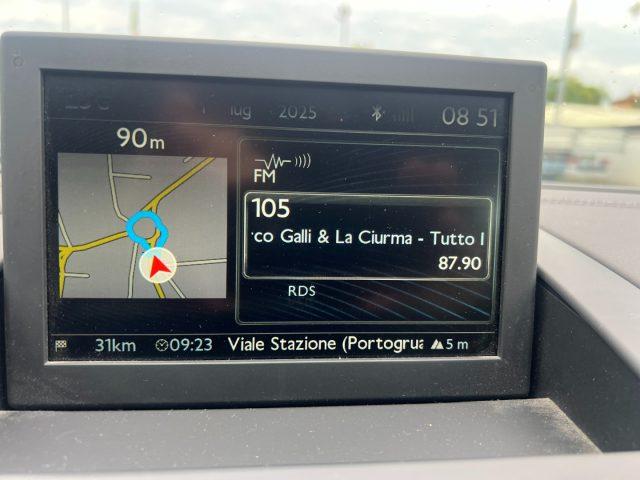 lug 2025 08 51
90m
FM
105
co Galli & La Ciurma - Tutto
87.90
RDS
31km 09:23 Viale Stazione (Portogrua 5 m